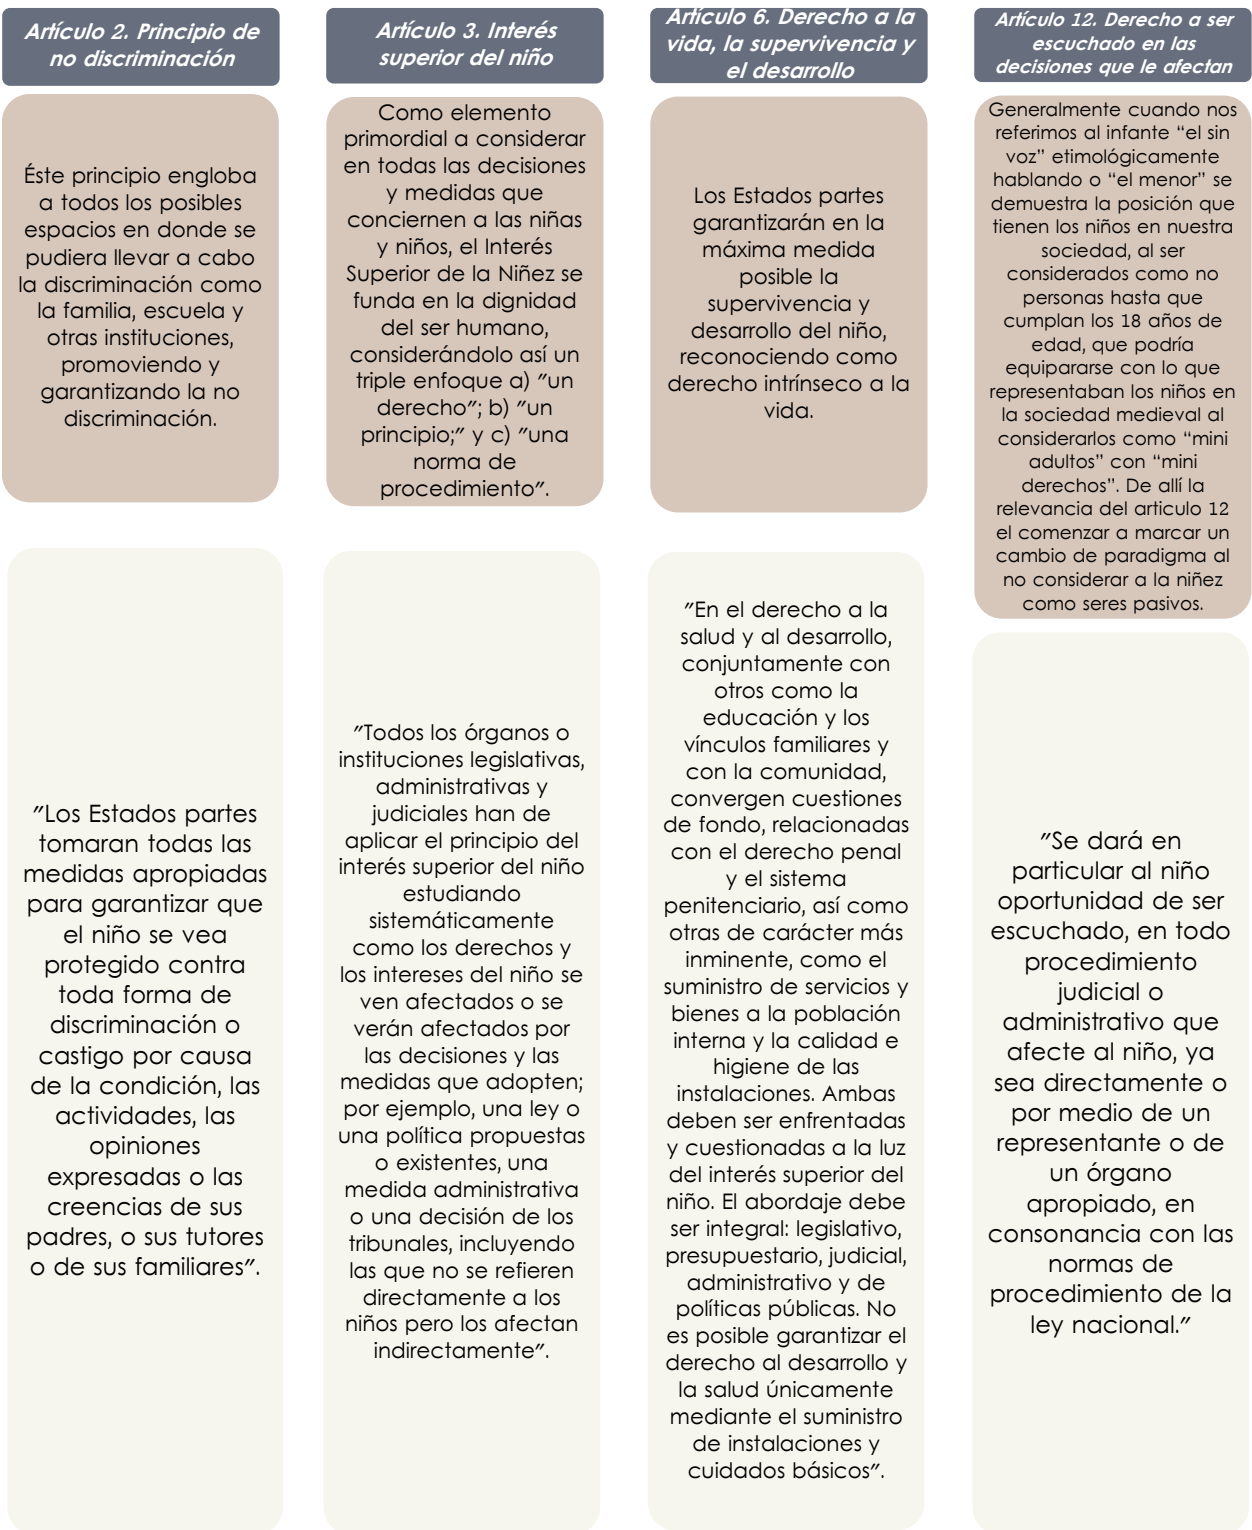 Artículo 2. Principio de
no discriminación
Éste principio engloba
a todos los posibles
espacios en donde se
pudiera llevar a cabo
la discriminación como
la familia, escuela y
otras instituciones,
promoviendo y
garantizando la no
discriminación.
"Los Estados partes
tomaran todas las
medidas apropiadas
para garantizar que
el niño se vea
protegido contra
toda forma de
discriminación o
castigo por causa
de la condición, las
actividades, las
opiniones
expresadas o las
creencias de sus
padres, o sus tutores
o de sus familiares".
Artículo 3. Interés
superior del niño
Como elemento
primordial a considerar
en todas las decisiones
y medidas que
conciernen a las niñas
y niños, el Interés
Superior de la Niñez se
funda en la dignidad
del ser humano,
considerándolo así un
triple enfoque a) "un
derecho"; b) "un
principio;" y c) "una
norma de
procedimiento".
"Todos los órganos o
instituciones legislativas,
administrativas y
judiciales han de
aplicar el principio del
interés superior del niño
estudiando
sistemáticamente
como los derechos y
los intereses del niño se
ven afectados o se
verán afectados por
las decisiones y las
medidas que adopten;
por ejemplo, una ley o
una política propuestas
o existentes, una
medida administrativa
o una decisión de los
tribunales, incluyendo
las que no se refieren
directamente a los
niños pero los afectan
indirectamente".
Artículo 6. Derecho a la
vida, la supervivencia y
el desarrollo
Los Estados partes
garantizarán en la
máxima medida
posible la
supervivencia y
desarrollo del niño,
reconociendo como
derecho intrínseco a la
vida.
"En el derecho a la
salud y al desarrollo,
conjuntamente con
otros como la
educación y los
vínculos familiares y
con la comunidad,
convergen cuestiones
de fondo, relacionadas
con el derecho penal
y el sistema
penitenciario, así como
otras de carácter más
inminente, como el
suministro de servicios y
bienes a la población
interna y la calidad e
higiene de las
instalaciones. Ambas
deben ser enfrentadas
y cuestionadas a la luz
del interés superior del
niño. El abordaje debe
ser integral: legislativo,
presupuestario, judicial,
administrativo y de
políticas públicas. No
es posible garantizar el
derecho al desarrollo y
la salud únicamente
mediante el suministro
de instalaciones y
cuidados básicos".
Artículo 12. Derecho a ser
escuchado en las
decisiones que le afectan
Generalmente cuando nos
referimos al infante “el sin
voz” etimológicamente
hablando o “el menor” se
demuestra la posición que
tienen los niños en nuestra
sociedad, al ser
considerados como no
personas hasta que
cumplan los 18 años de
edad, que podría
equipararse con lo que
representaban los niños en
la sociedad medieval al
considerarlos como “mini
adultos” con “mini
derechos”. De allí la
relevancia del articulo 12
el comenzar a marcar un
cambio de paradigma al
no considerar a la niñez
como seres pasivos.
"Se dará en
particular al niño
oportunidad de ser
escuchado, en todo
procedimiento
judicial o
administrativo que
afecte al niño, ya
sea directamente o
por medio de un
representante o de
un órgano
apropiado, en
consonancia con las
normas de
procedimiento de la
ley nacional."